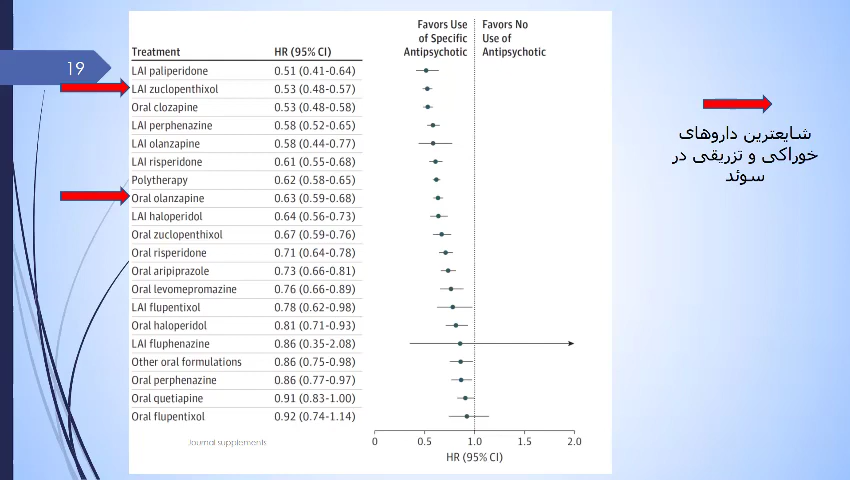 19
Favors Use
of Specific
Antipsychotic
Favors No
Use of
Antipsychotic
Treatment HR (95% CI)
LAI paliperidone 0.51 (0.41-0.64)
LAI zuclopenthixol 0.53 (0.48-0.57)
Oral clozapine 0.53 (0.48-0.58)
LAI perphenazine 0.58 (0.52-0.65)
LAI olanzapine 0.58 (0.44-0.77)
LAI risperidone 0.61 (0.55-0.68)
Polytherapy 0.62 (0.58-0.65)
Oral olanzapine 0.63 (0.59-0.68)
LAI haloperidol 0.64 (0.56-0.73)
Oral zuclopenthixol 0.67 (0.59-0.76)
Oral risperidone 0.71 (0.64-0.78)
Oral aripiprazole 0.73 (0.66-0.81)
Oral levomepromazine 0.76 (0.66-0.89)
LAI flupentixol 0.78 (0.62-0.98)
Oral haloperidol 0.81 (0.71-0.93)
LAI fluphenazine 0.86 (0.35-2.08)
Other oral formulations 0.86 (0.75-0.98)
Oral perphenazine 0.86 (0.77-0.97)
Oral quetiapine 0.91 (0.83-1.00)
Oral flupentixol 0.92 (0.74-1.14)
0 0.5 1.0 1.5 2.0
HR (95% CI)
Journal supplements
شایعترین داروهای
خوراکی و تزریقی در
سوئد